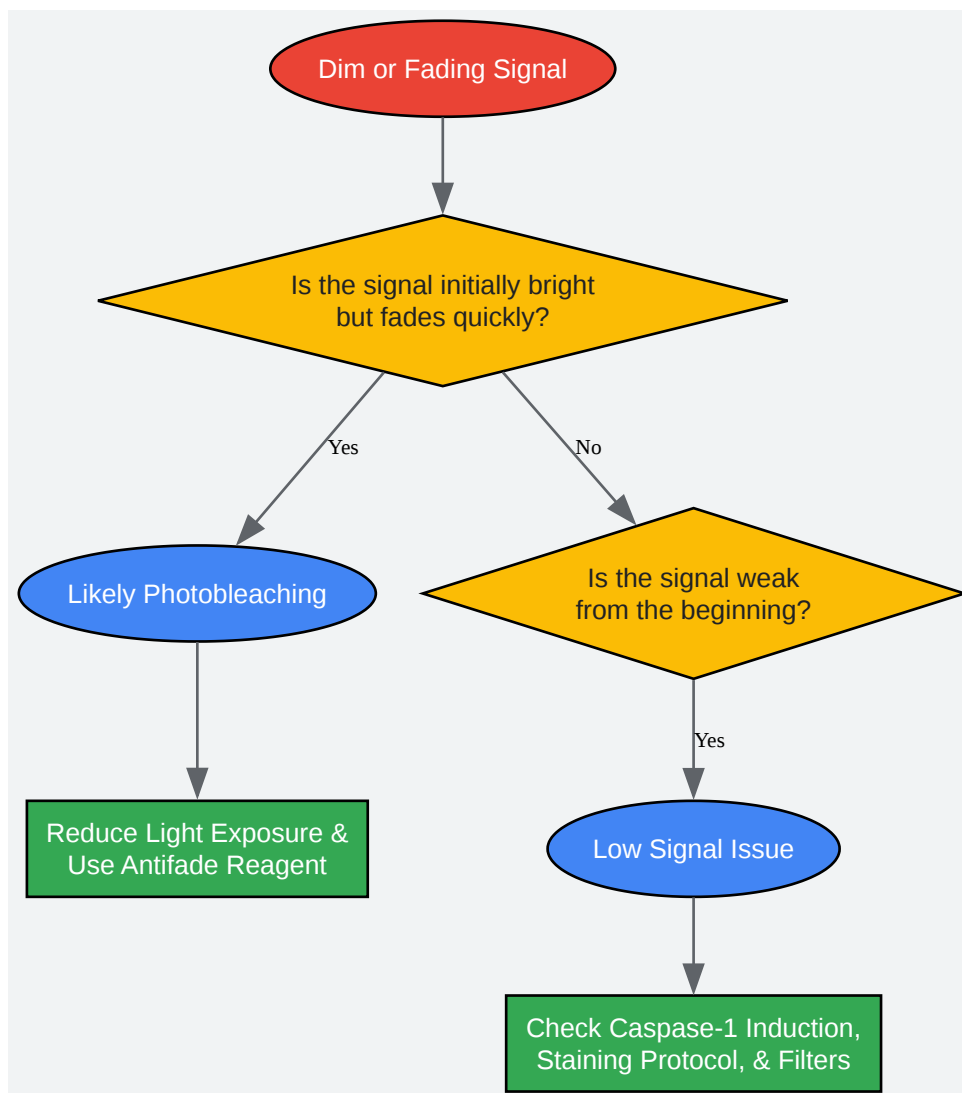 Dim or Fading Signal
Is the signal initially bright
but fades quickly?
Yes
No
Likely Photobleaching
Is the signal weak
from the beginning?
Yes
Reduce Light Exposure &
Use Antifade Reagent
Low Signal Issue
Check Caspase-1 Induction,
Staining Protocol, & Filters